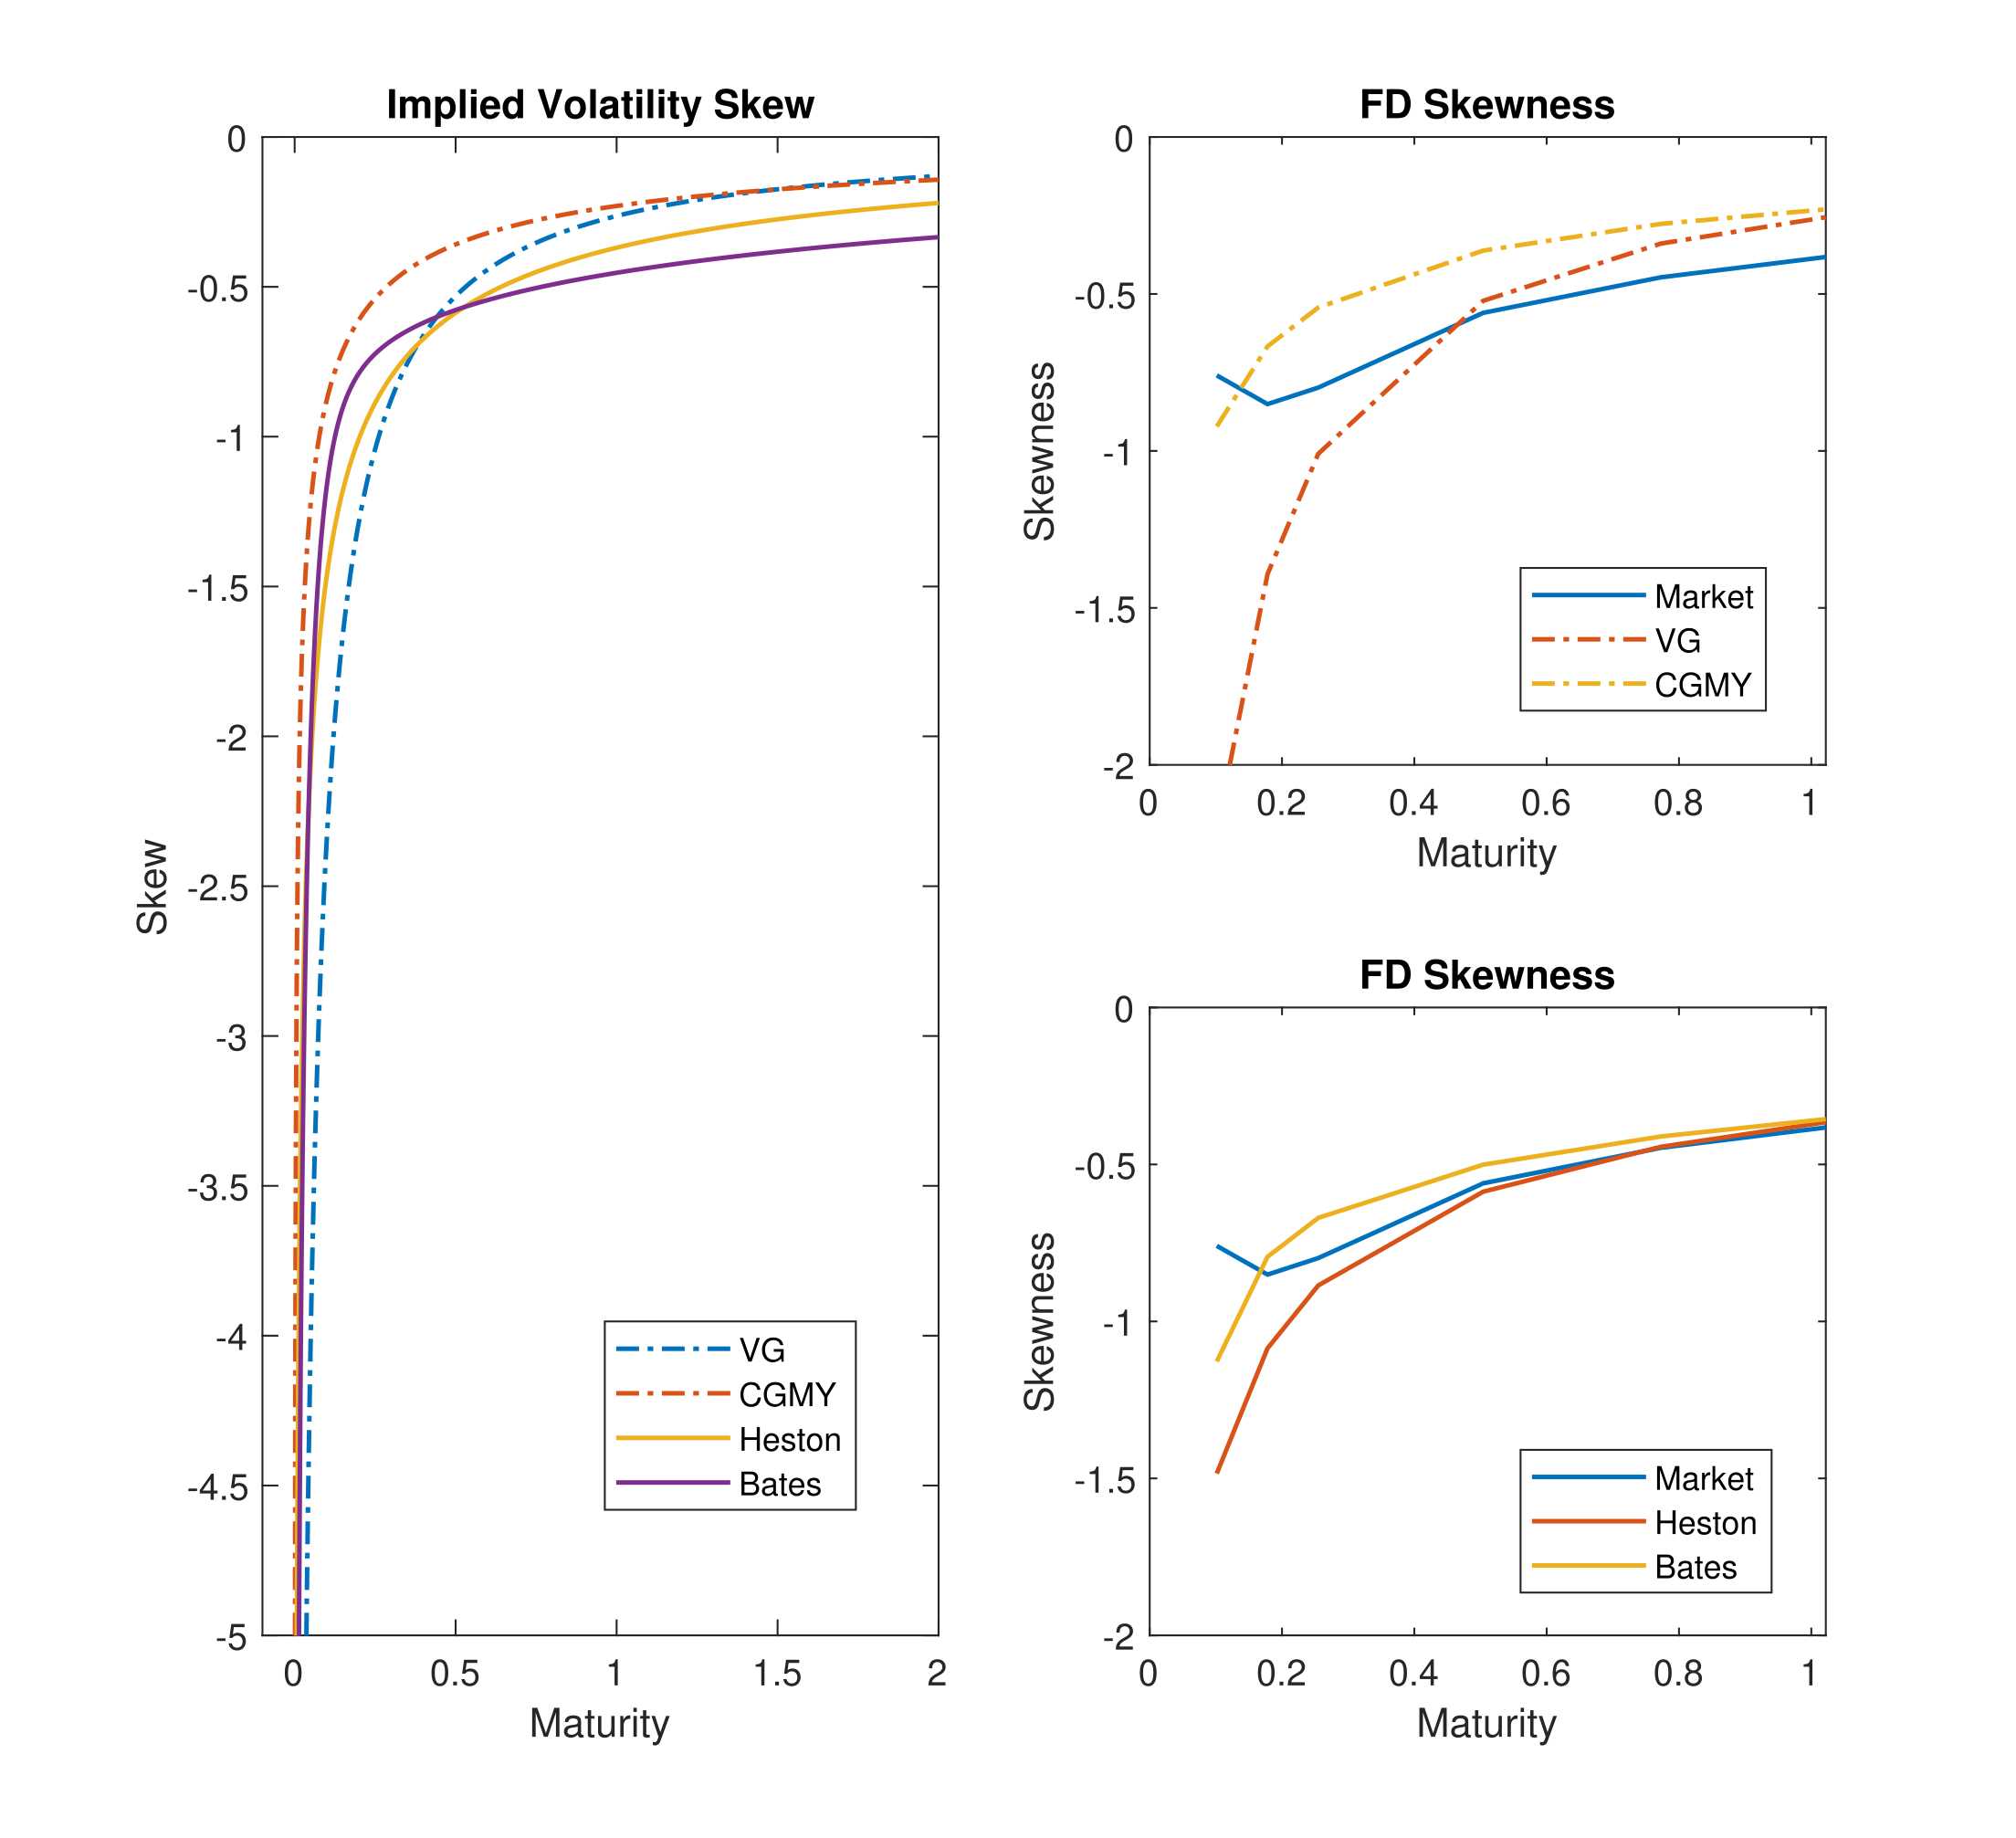 Implied Volatility Skew
0
-0.5
-1
-1.5
-2
-2.5
-3
-3.5
-4
-4.5
-5
Skew
0 0.5 1 1.5 2
Maturity
VG
CGMY
Heston
Bates
FD Skewness
0
-0.5
-1
-1.5
-2
Skewness
0 0.2 0.4 0.6 0.8 1
Maturity
Market
VG
CGMY
FD Skewness
0
-0.5
-1
-1.5
-2
Skewness
0 0.2 0.4 0.6 0.8 1
Maturity
Market
Heston
Bates